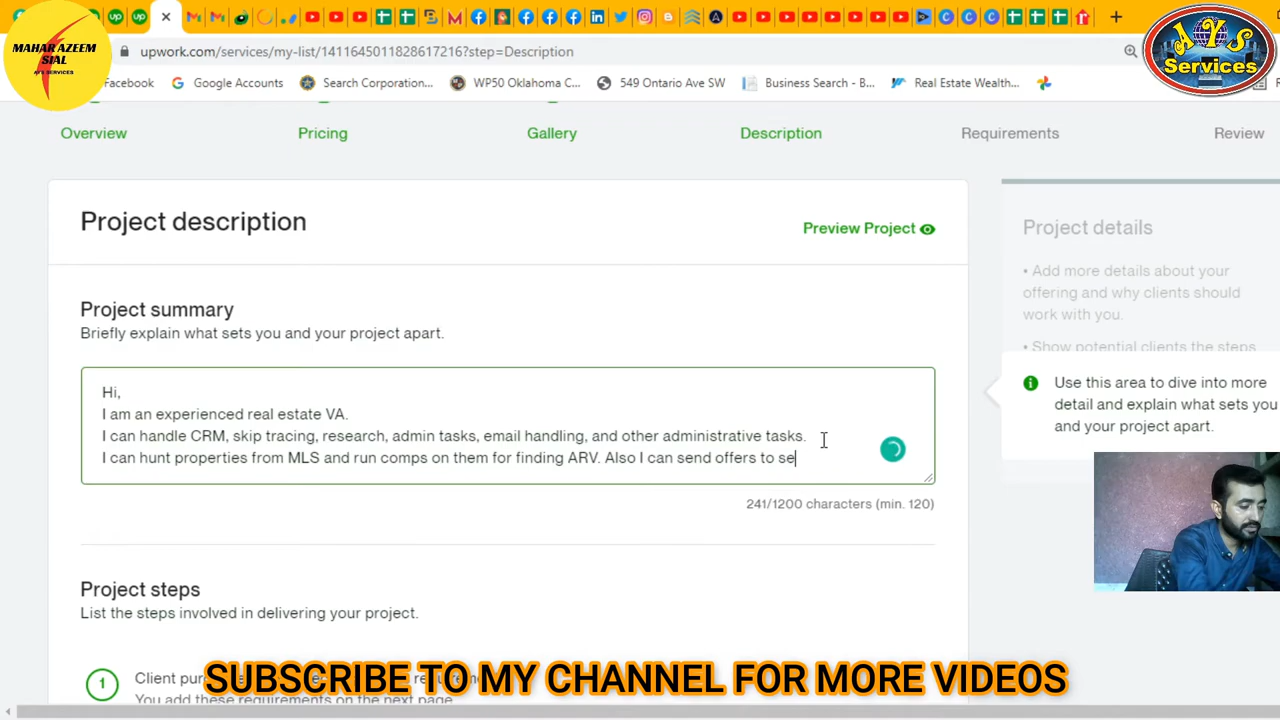 MAHAR AZEEM
SIAL
AYS SERVICES
AYS
Services
upwork.com/services/my-list/1411645011828617216?step=Description
Facebook
Google Accounts
Search Corporation...
WP50 Oklahoma C...
549 Ontario Ave SW
Business Search - B...
Real Estate Wealth...
Overview
Pricing
Gallery
Description
Requirements
Review
Project description
Preview Project
Project summary
Briefly explain what sets you and your project apart.
Hi,
I am an experienced real estate VA.
I can handle CRM, skip tracing, research, admin tasks, email handling, and other administrative tasks.
I can hunt properties from MLS and run comps on them for finding ARV. Also I can send offers to se
241/1200 characters (min. 120)
Project steps
List the steps involved in delivering your project.
1
Client pur
You add these requirements on the next page.
Project details
• Add more details about your
offering and why clients should
work with you.
• Show potential clients the steps
Use this area to dive into more
detail and explain what sets you
and your project apart.
SUBSCRIBE TO MY CHANNEL FOR MORE VIDEOS